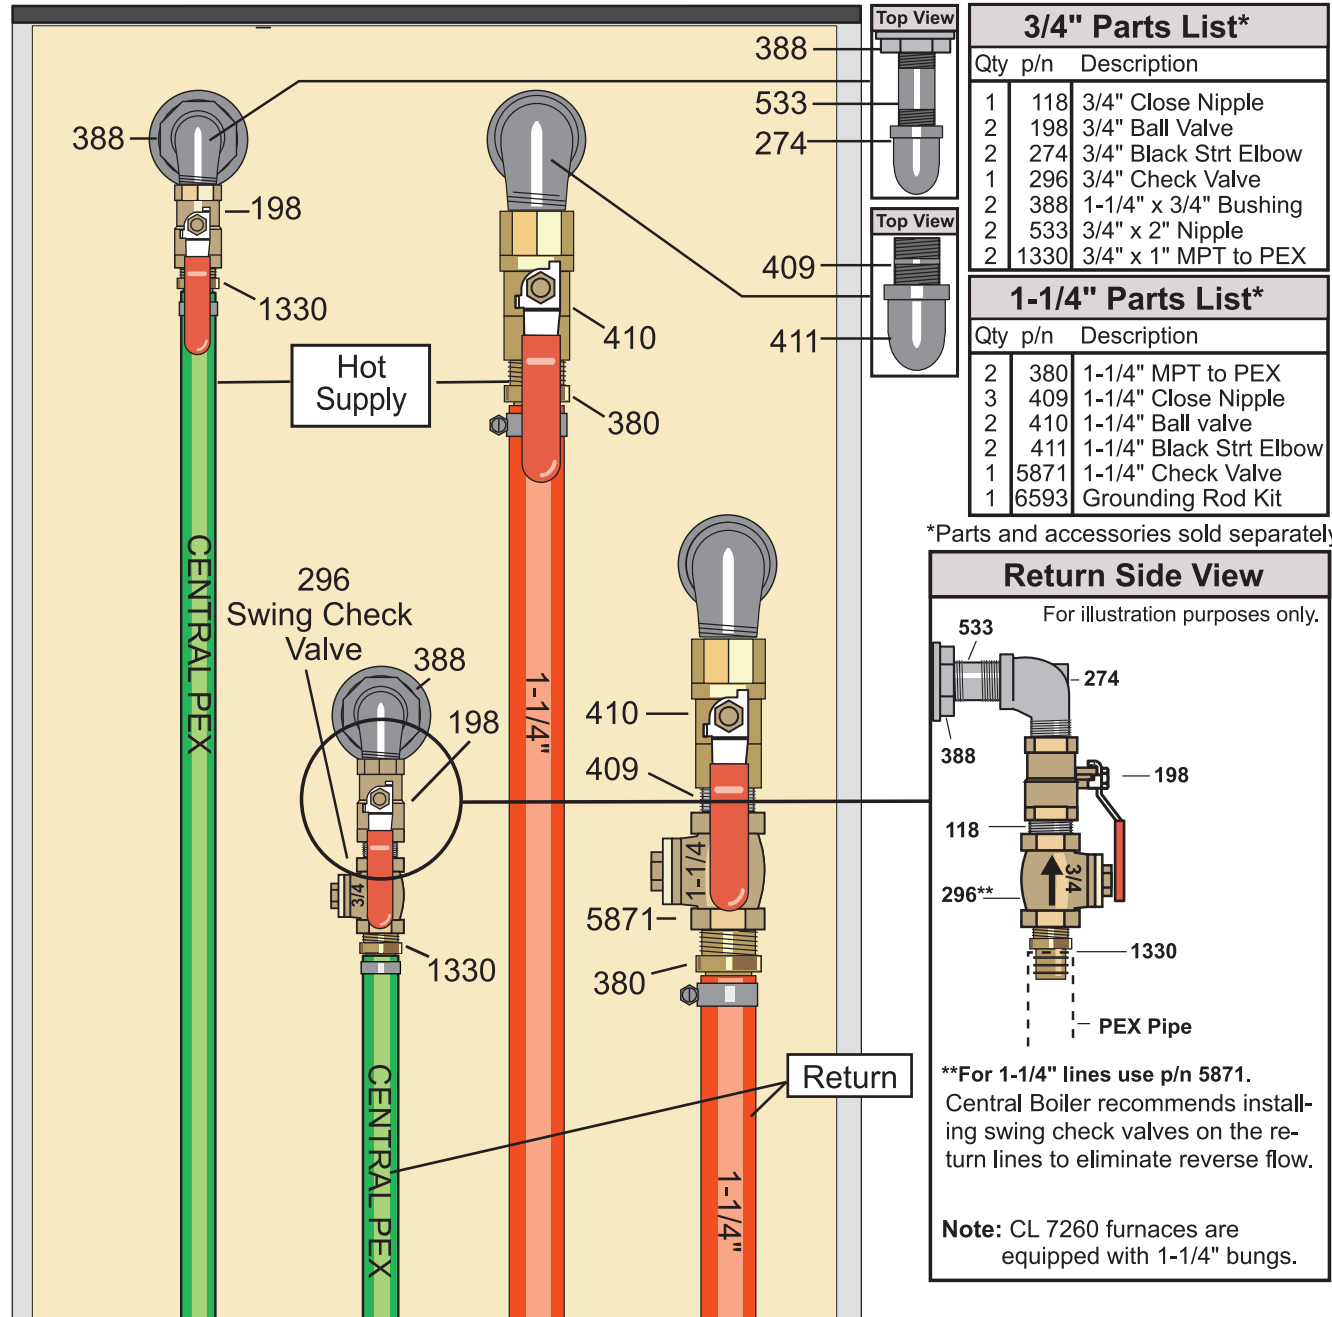 388
198
1330
Hot
Supply
CENTRAL PEX
296
Swing Check
Valve
388
198
3/4
1330
CENTRAL PEX
410
380
1-1/4"
410
409
1-1/4
5871
380
Return
1-1/4"
Top View
388
533
274
Top View
409
411
3/4" Parts List*
Qty p/n Description
1 118 3/4" Close Nipple
2 198 3/4" Ball Valve
2 274 3/4" Black Strt Elbow
1 296 3/4" Check Valve
2 388 1-1/4" x 3/4" Bushing
2 533 3/4" x 2" Nipple
2 1330 3/4" x 1" MPT to PEX
1-1/4" Parts List*
Qty p/n Description
2 380 1-1/4" MPT to PEX
3 409 1-1/4" Close Nipple
2 410 1-1/4" Ball valve
2 411 1-1/4" Black Strt Elbow
1 5871 1-1/4" Check Valve
1 6593 Grounding Rod Kit
*Parts and accessories sold separately
Return Side View
For illustration purposes only.
533
274
388
198
118
3/4
296**
1330
PEX Pipe
**For 1-1/4" lines use p/n 5871.
Central Boiler recommends install-
ing swing check valves on the re-
turn lines to eliminate reverse flow.
Note: CL 7260 furnaces are
equipped with 1-1/4" bungs.